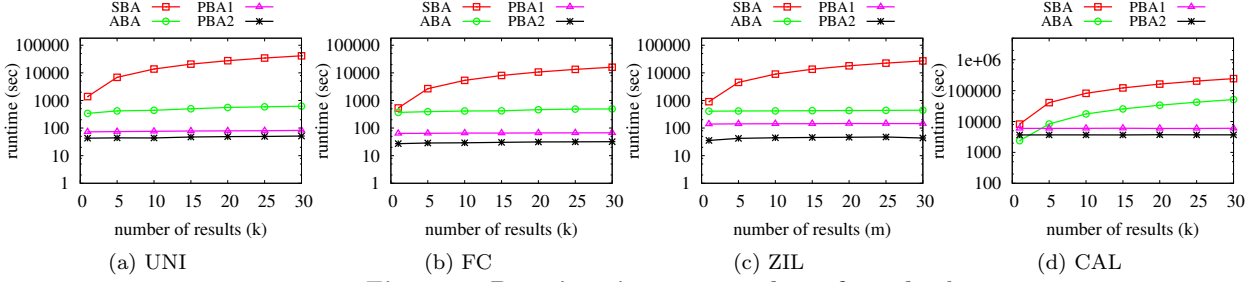 SBA PBA1
ABA PBA2
runtime (sec)
100000
10000
1000
100
10
1
0 5 10 15 20 25 30
number of results (k)
(a) UNI
SBA PBA1
ABA PBA2
runtime (sec)
100000
10000
1000
100
10
1
0 5 10 15 20 25 30
number of results (k)
(b) FC
SBA PBA1
ABA PBA2
runtime (sec)
100000
10000
1000
100
10
1
0 5 10 15 20 25 30
number of results (m)
(c) ZIL
SBA PBA1
ABA PBA2
runtime (sec)
1e+06
100000
10000
1000
100
0 5 10 15 20 25 30
number of results (k)
(d) CAL